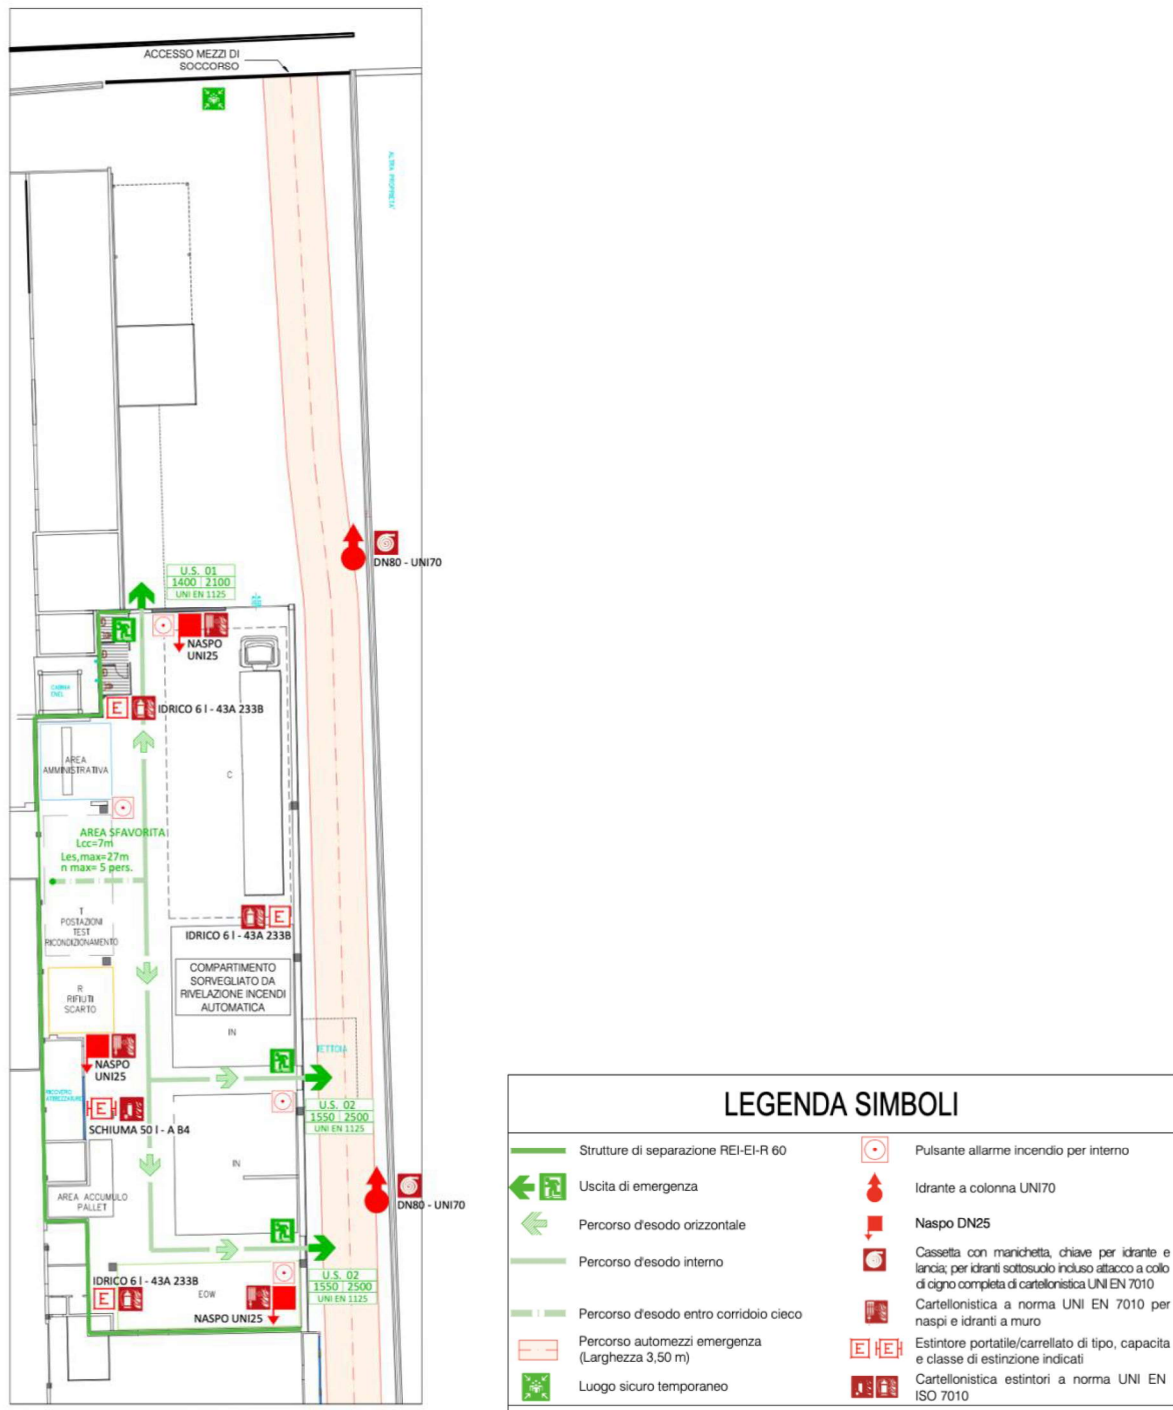 ACCESSO MEZZI DI
SOCCORSO
ALTRA PROPRIETA'
DN80 - UNI70
U.S. 01
1400 | 2100
UNI EN 1125
NASPO
UNI25
CABINA
ENEL
E
IDRICO 6 l - 43A 233B
AREA
AMMINISTRATIVA
C
AREA SFAVORITA
Lcc=7m
Les,max=27m
n max= 5 pers.
T
POSTAZIONI
TEST
RICONDIZIONAMENTO
E
IDRICO 6 l - 43A 233B
COMPARTIMENTO
SORVEGLIATO DA
RIVELAZIONE INCENDI
AUTOMATICA
R
RIFIUTI
SCARTO
IN
TETTOIA
NASPO
UNI25
RICOVERO
ATTREZZATURE
E
SCHIUMA 50 l - A B4
U.S. 02
1550 | 2500
UNI EN 1125
IN
AREA ACCUMULO
PALLET
DN80 - UNI70
IDRICO 6 l - 43A 233B
E
EOW
NASPO UNI25
U.S. 02
1550 | 2500
UNI EN 1125
LEGENDA SIMBOLI
Strutture di separazione REI-EI-R 60
Uscita di emergenza
Percorso d'esodo orizzontale
Percorso d'esodo interno
Percorso d'esodo entro corridoio cieco
Percorso automezzi emergenza
(Larghezza 3,50 m)
Luogo sicuro temporaneo
Pulsante allarme incendio per interno
Idrante a colonna UNI70
Naspo DN25
Cassetta con manichetta, chiave per idrante e
lancia; per idranti sottosuolo incluso attacco a collo
di cigno completa di cartellonistica UNI EN 7010
Cartellonistica a norma UNI EN 7010 per
naspi e idranti a muro
E E
Estintore portatile/carrellato di tipo, capacita
e classe di estinzione indicati
Cartellonistica estintori a norma UNI EN
ISO 7010